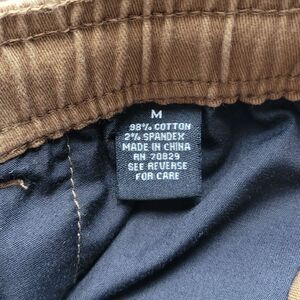 M
98% COTTON
2% SPANDEX
MADE IN CHINA
RN 70829
SEE REVERSE
FOR CARE